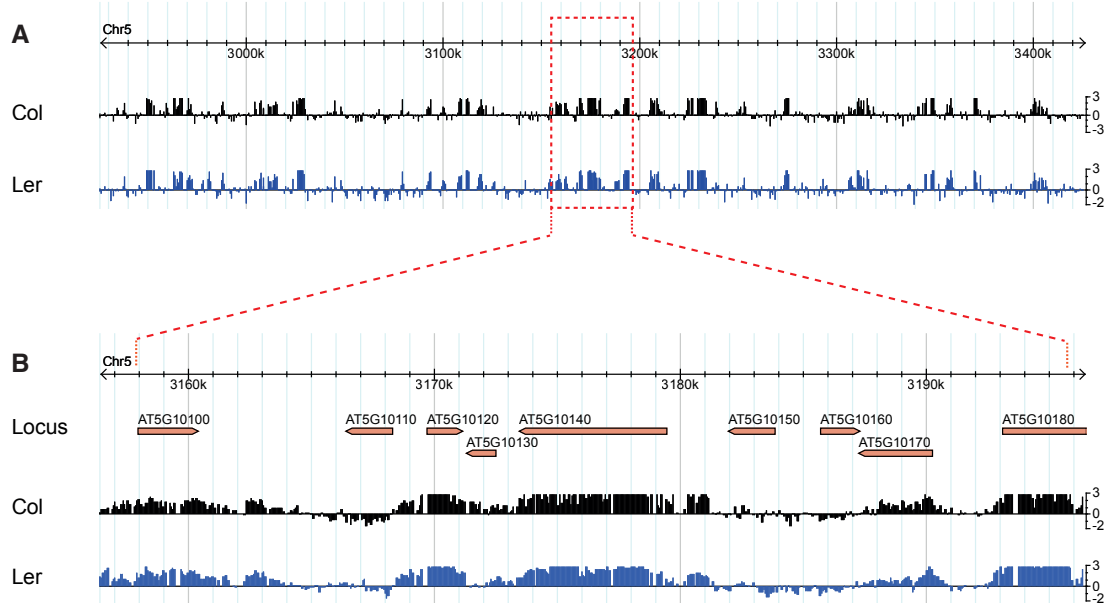 A
Chr5
3000k 3100k 3200k 3300k 3400k
Col
3
0
-3
Ler
3
0
-2
B
Chr5
3160k 3170k 3180k 3190k
Locus
AT5G10100 AT5G10110 AT5G10120 AT5G10140 AT5G10150 AT5G10160 AT5G10180
AT5G10130 AT5G10170
Col
3
0
-2
Ler
3
0
-2